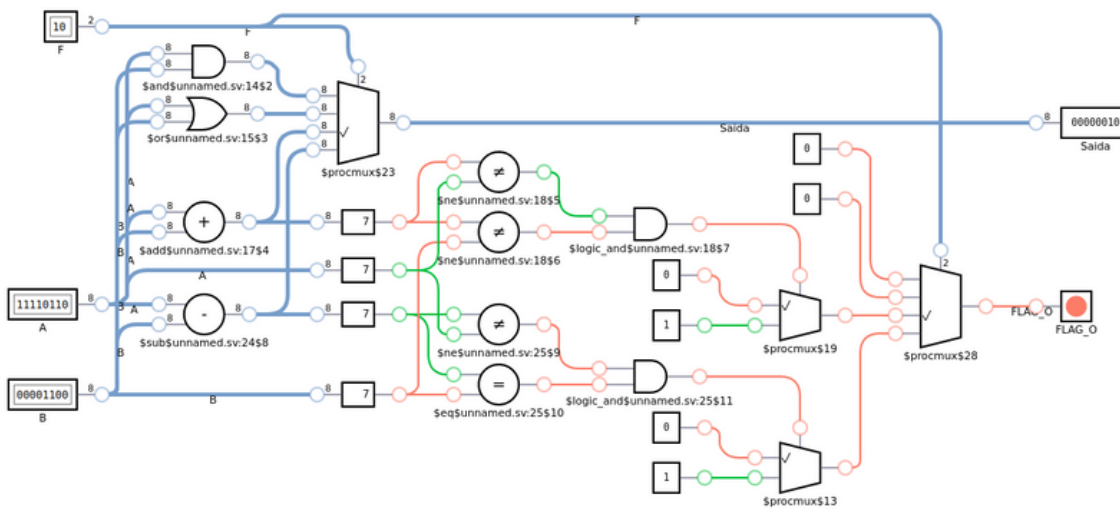 2
F
10
F
F
8
8
8
$and$unnamed.sv:14$2
2
8
8
8
8
8
Saida
8
00000010
Saida
8
8
8
$or$unnamed.sv:15$3
$procmux$23
0
0
A
A
B
B
A
8
8
+
8
$add$unnamed.sv:17$4
8
7
≠
$ne$unnamed.sv:18$5
≠
$ne$unnamed.sv:18$6
$logic_and$unnamed.sv:18$7
A
8
7
0
1
$procmux$19
2
$procmux$28
FLAG_O
FLAG_O
11110110
8
A
B
A
8
8
-
8
$sub$unnamed.sv:24$8
B
8
7
≠
$ne$unnamed.sv:25$9
=
$eq$unnamed.sv:25$10
$logic_and$unnamed.sv:25$11
00001100
8
B
B
8
7
0
1
$procmux$13